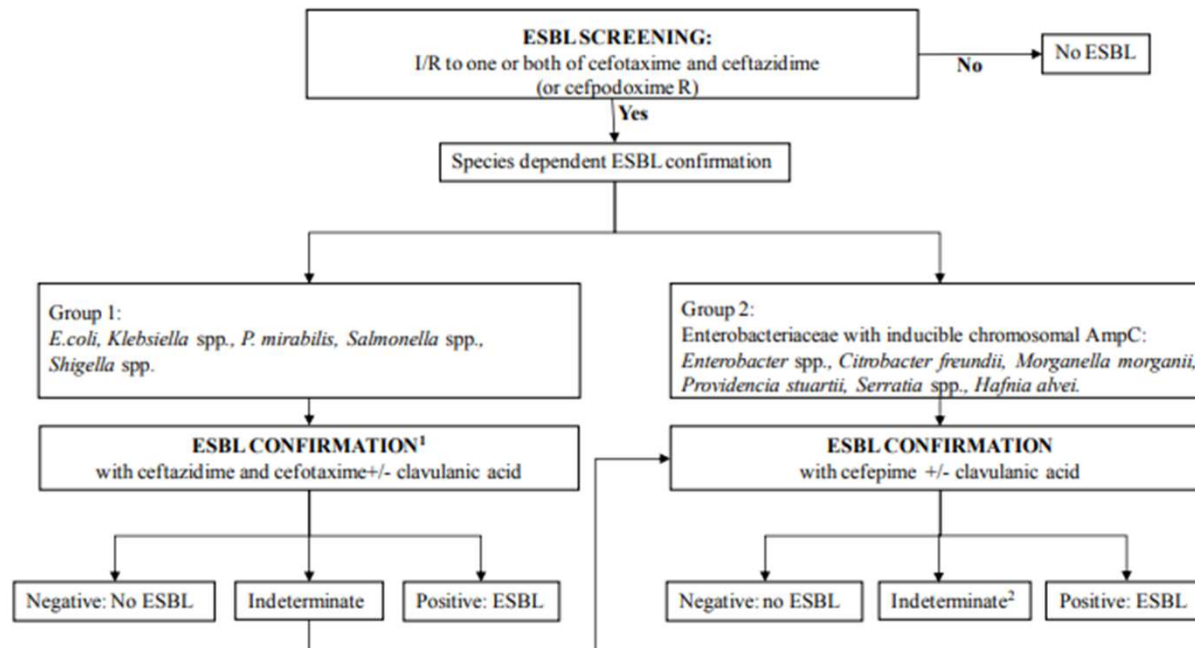 ESBL SCREENING:
I/R to one or both of cefotaxime and ceftazidime
(or cefpodoxime R)
No
No ESBL
Yes
Species dependent ESBL confirmation
Group 1:
E.coli, Klebsiella spp., P. mirabilis, Salmonella spp.,
Shigella spp.
Group 2:
Enterobacteriaceae with inducible chromosomal AmpC:
Enterobacter spp., Citrobacter freundii, Morganella morganii,
Providencia stuartii, Serratia spp., Hafnia alvei.
ESBL CONFIRMATION¹
with ceftazidime and cefotaxime+/- clavulanic acid
ESBL CONFIRMATION
with cefepime +/- clavulanic acid
Negative: No ESBL
Indeterminate
Positive: ESBL
Negative: no ESBL
Indeterminate²
Positive: ESBL